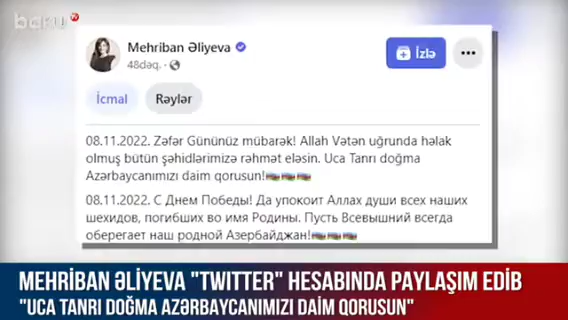 baku TV
Mehriban Əliyeva
48dəq.
İzlə
İcmal
Rəylər
08.11.2022. Zəfər Gününüz mübarək! Allah Vətən uğrunda həlak
olmuş bütün şəhidlərimizə rəhmət eləsin. Uca Tanrı doğma
Azərbaycanımızı daim qorusun!🇦🇿🇦🇿🇦🇿
08.11.2022. С Днем Победы! Да упокоит Аллах души всех наших
шехидов, погибших во имя Родины. Пусть Всевышний всегда
оберегает наш родной Азербайджан!🇦🇿🇦🇿🇦🇿
MEHRİBAN ƏLİYEVA "TWITTER" HESABINDA PAYLAŞIM EDİB
"UCA TANRI DOĞMA AZƏRBAYCANIMIZI DAİM QORUSUN"